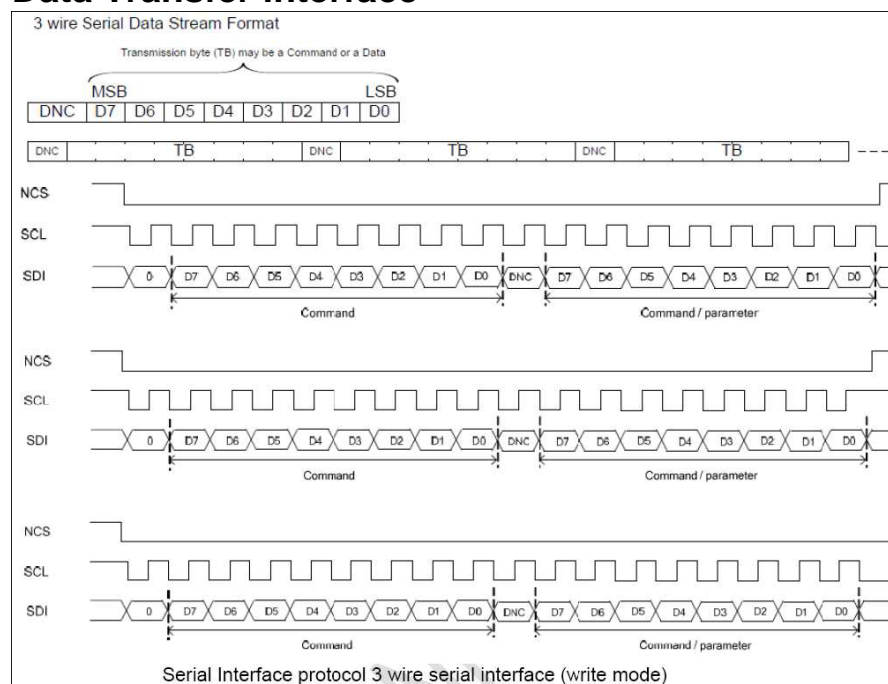 Data Transfer Interface
3 wire Serial Data Stream Format
Transmission byte (TB) may be a Command or a Data
MSB LSB
DNC D7 D6 D5 D4 D3 D2 D1 D0
DNC TB DNC TB DNC TB
NCS
SCL
SDI 0 D7 D6 D5 D4 D3 D2 D1 D0 DNC D7 D6 D5 D4 D3 D2 D1 D0
Command Command / parameter
NCS
SCL
SDI 0 D7 D6 D5 D4 D3 D2 D1 D0 DNC D7 D6 D5 D4 D3 D2 D1 D0
Command Command / parameter
NCS
SCL
SDI 0 D7 D6 D5 D4 D3 D2 D1 D0 DNC D7 D6 D5 D4 D3 D2 D1 D0
Command Command / parameter
Serial Interface protocol 3 wire serial interface (write mode)